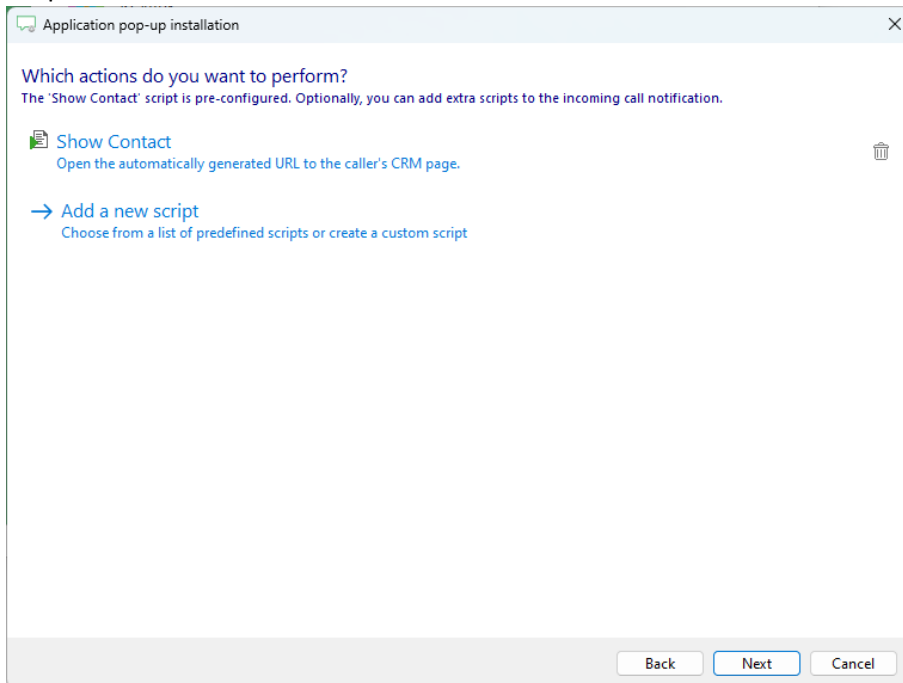 Application pop-up installation
Which actions do you want to perform?
The 'Show Contact' script is pre-configured. Optionally, you can add extra scripts to the incoming call notification.
Show Contact
Open the automatically generated URL to the caller's CRM page.
Add a new script
Choose from a list of predefined scripts or create a custom script
Back Next Cancel